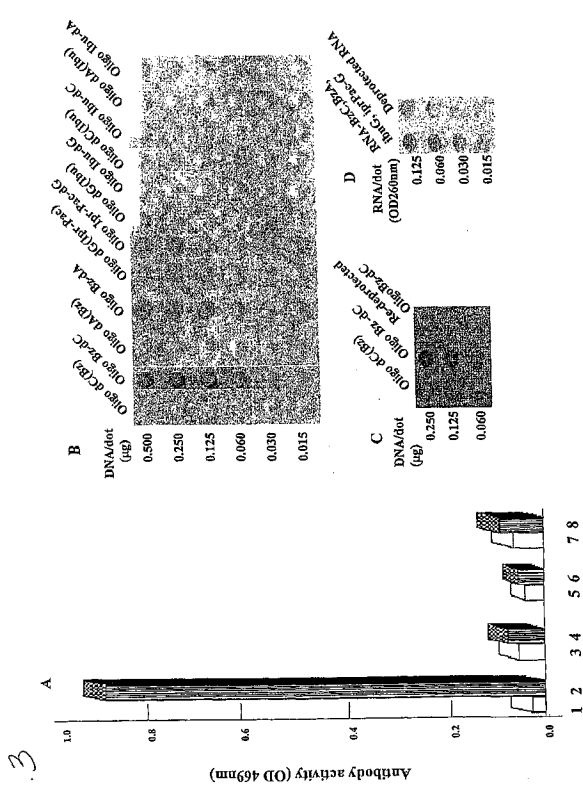 .3
A
Antibody activity (OD 469nm)
1.0
0.8
0.6
0.4
0.2
0.0
1 2 3 4 5 6 7 8
B
DNA/dot
(µg)
0.500
0.250
0.125
0.060
0.030
0.015
Oligo dC(Bz)
Oligo Bz-dC
Oligo dA(Bz)
Oligo Bz-dA
Oligo dG(Ipr-Pac)
Oligo Ipr-Pac-dG
Oligo dG(Ibu)
Oligo Ibu-dG
Oligo dC(Ibu)
Oligo Ibu-dC
Oligo dA(Ibu)
Oligo Ibu-dA
C
DNA/dot
(µg)
0.250
0.125
0.060
Oligo dC(Bz)
Oligo Bz-dC
Re-deprotected
OligoBz-dC
D
RNA/dot
(OD260nm)
0.125
0.060
0.030
0.015
RNA-BzC,BzA,
ibuG, iprPac-G
Deprotected RNA